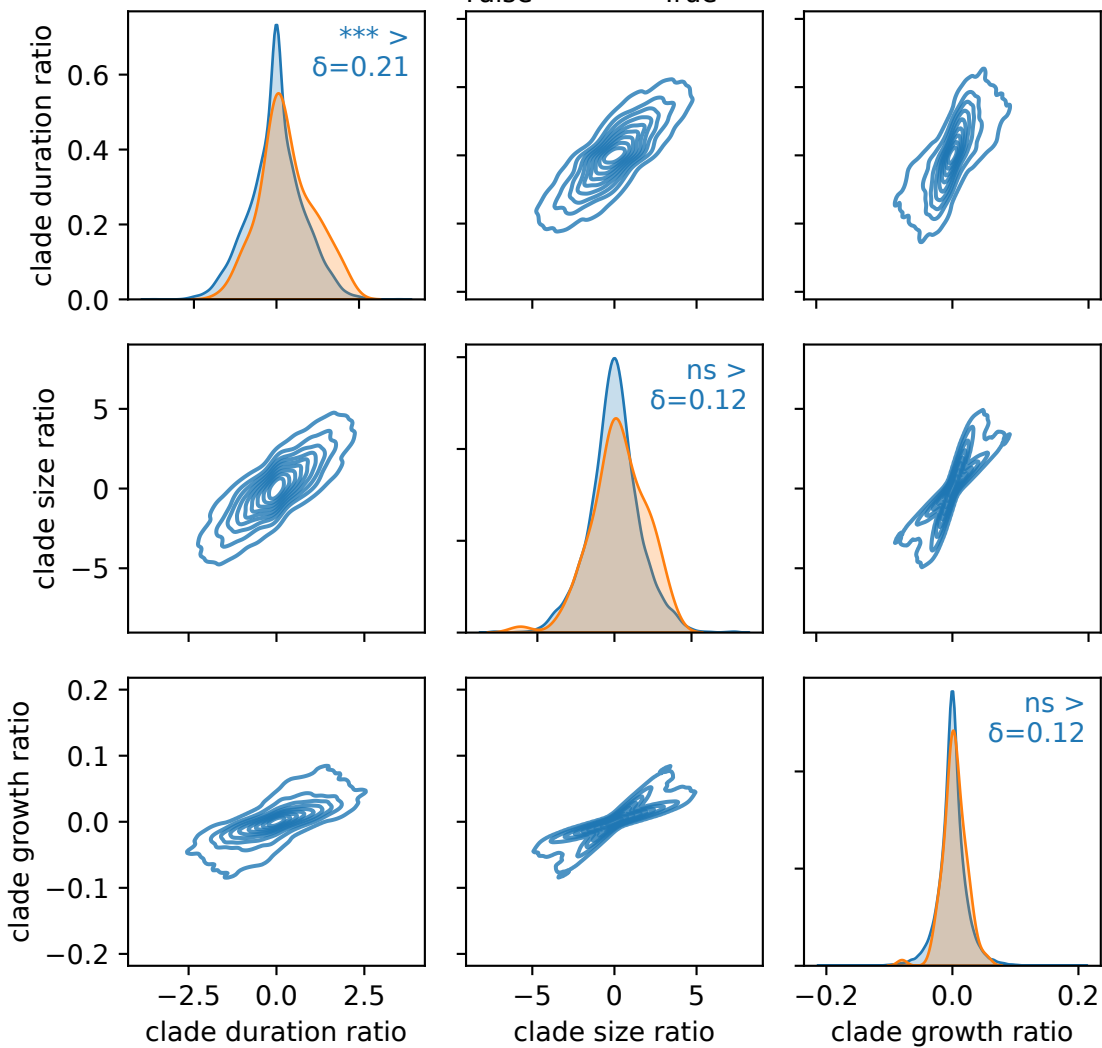 True
clade duration ratio
0.6
0.4
0.2
0.0
*** >
δ=0.21
clade size ratio
5
0
−5
ns >
δ=0.12
clade growth ratio
0.2
0.1
0.0
−0.1
−0.2
ns >
δ=0.12
−2.5 0.0 2.5
−5 0 5
−0.2 0.0 0.2
clade duration ratio
clade size ratio
clade growth ratio